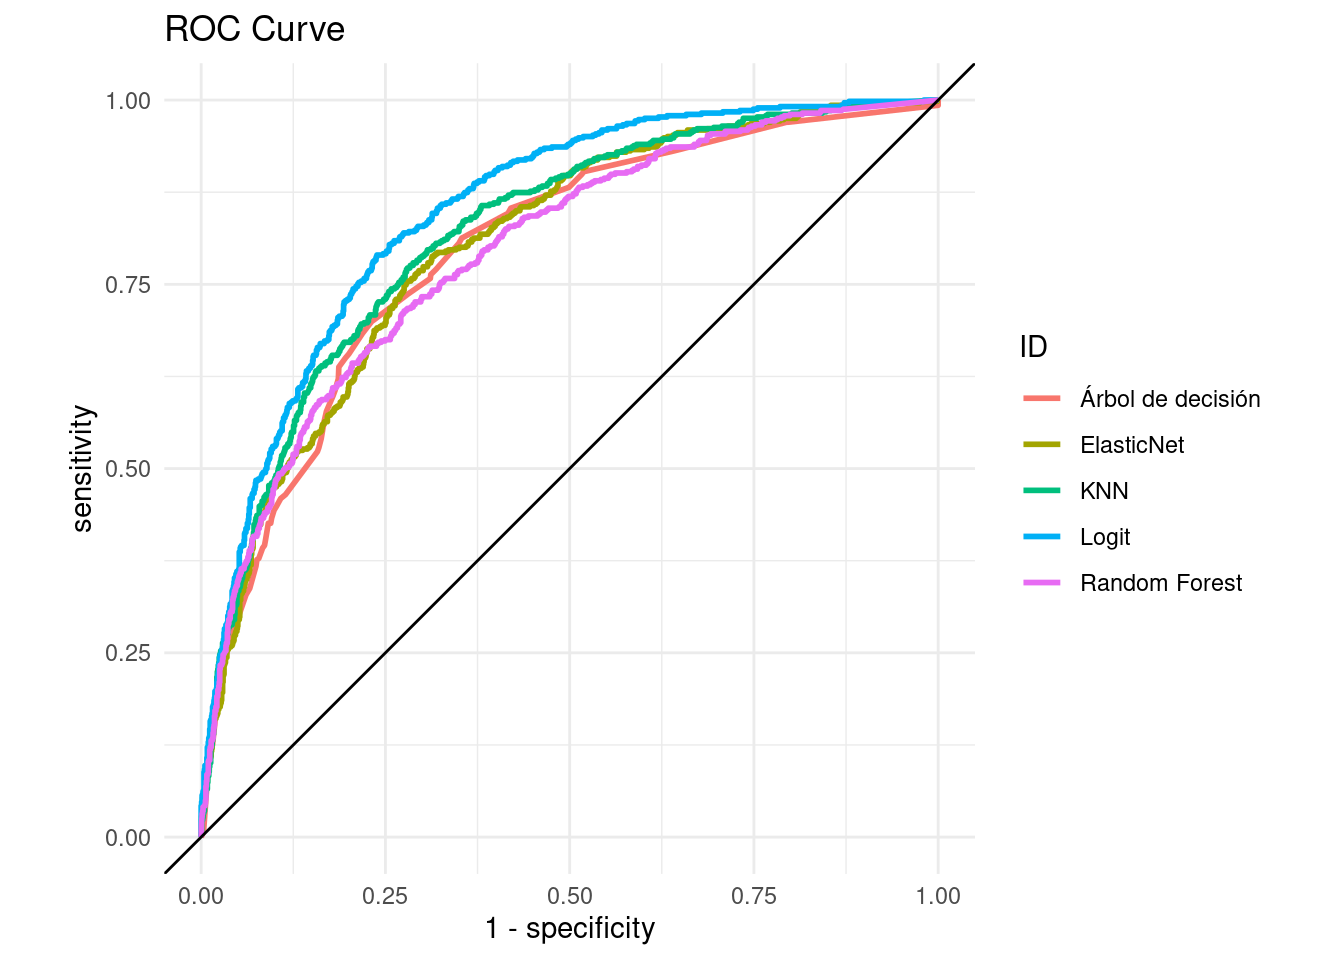 ROC Curve
1.00
0.75
0.50
0.25
0.00
sensitivity
0.00 0.25 0.50 0.75 1.00
1 - specificity
ID
Árbol de decisión
ElasticNet
KNN
Logit
Random Forest